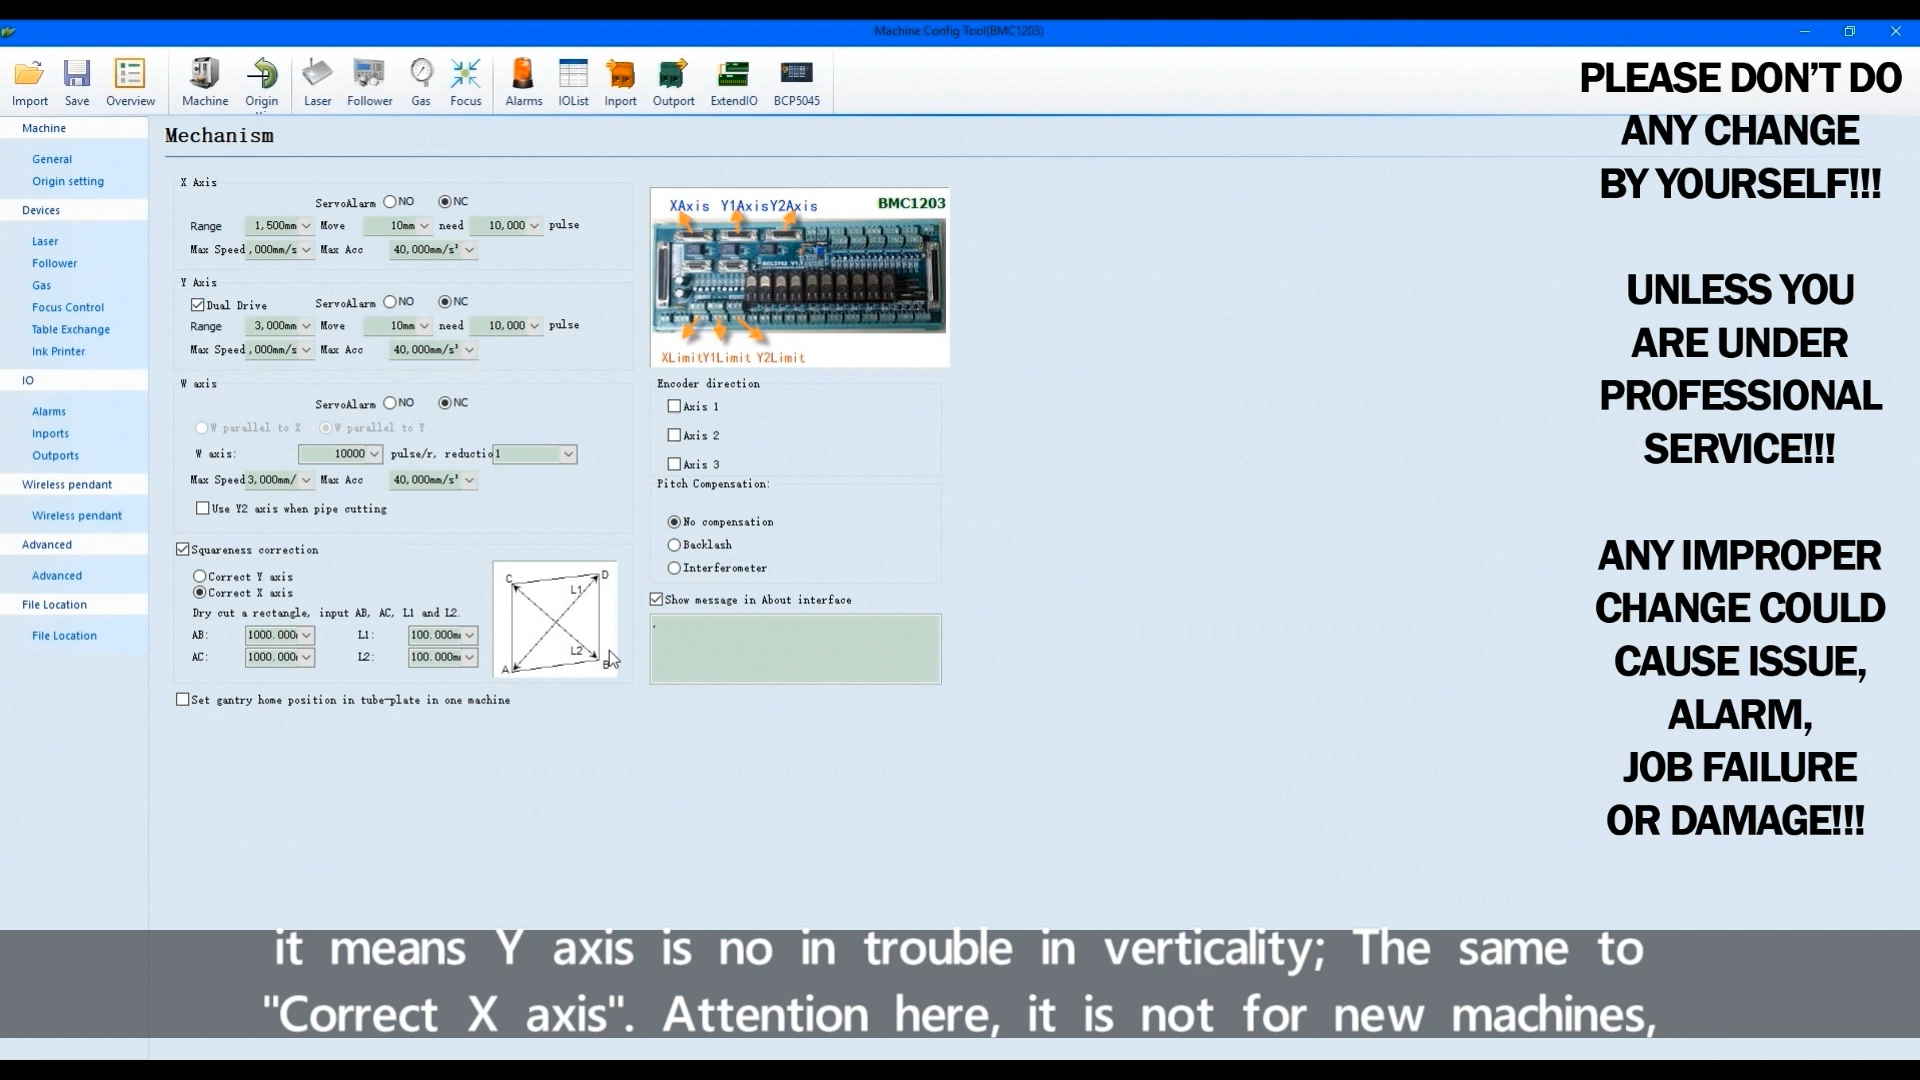 Machine Config Tool(BMC1203)
Import Save Overview Machine Origin Laser Follower Gas Focus Alarms IOList Inport Outport ExtendIO BCP5045
Machine
General
Origin setting
Devices
Laser
Follower
Gas
Focus Control
Table Exchange
Ink Printer
IO
Alarms
Inports
Outports
Wireless pendant
Wireless pendant
Advanced
Advanced
File Location
File Location
Mechanism
X Axis
ServoAlarm NO NC
Range 1,500mm Move 10mm need 10,000 pulse
Max Speed ,000mm/s Max Acc 40,000mm/s²
Y Axis
Dual Drive ServoAlarm NO NC
Range 3,000mm Move 10mm need 10,000 pulse
Max Speed ,000mm/s Max Acc 40,000mm/s²
W axis
ServoAlarm NO NC
W parallel to X W parallel to Y
W axis: 10000 pulse/r, reductio 1
Max Speed 3,000mm/ Max Acc 40,000mm/s²
Use Y2 axis when pipe cutting
Squareness correction
Correct Y axis
Correct X axis
Dry cut a rectangle, input AB, AC, L1 and L2.
AB: 1000.000 L1: 100.000m
AC: 1000.000 L2: 100.000m
C D
L1
L2
A B
Set gantry home position in tube-plate in one machine
XAxis Y1Axis Y2Axis BMC1203
XLimit Y1Limit Y2Limit
Encoder direction
Axis 1
Axis 2
Axis 3
Pitch Compensation:
No compensation
Backlash
Interferometer
Show message in About interface
.
PLEASE DON'T DO
ANY CHANGE
BY YOURSELF!!!
UNLESS YOU
ARE UNDER
PROFESSIONAL
SERVICE!!!
ANY IMPROPER
CHANGE COULD
CAUSE ISSUE,
ALARM,
JOB FAILURE
OR DAMAGE!!!
it means Y axis is no in trouble in verticality; The same to
"Correct X axis". Attention here, it is not for new machines,